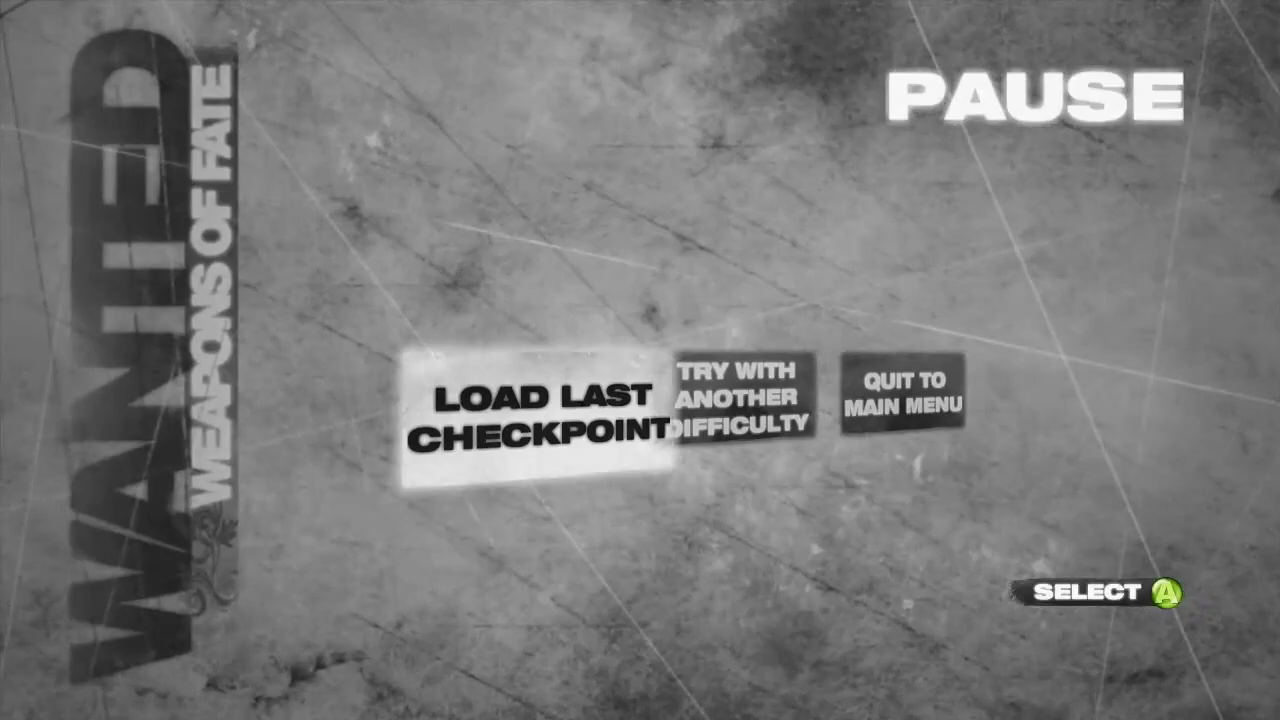 WANTED
WEAPONS OF FATE
PAUSE
LOAD LAST
CHECKPOINT
TRY WITH
ANOTHER
DIFFICULTY
QUIT TO
MAIN MENU
SELECT A